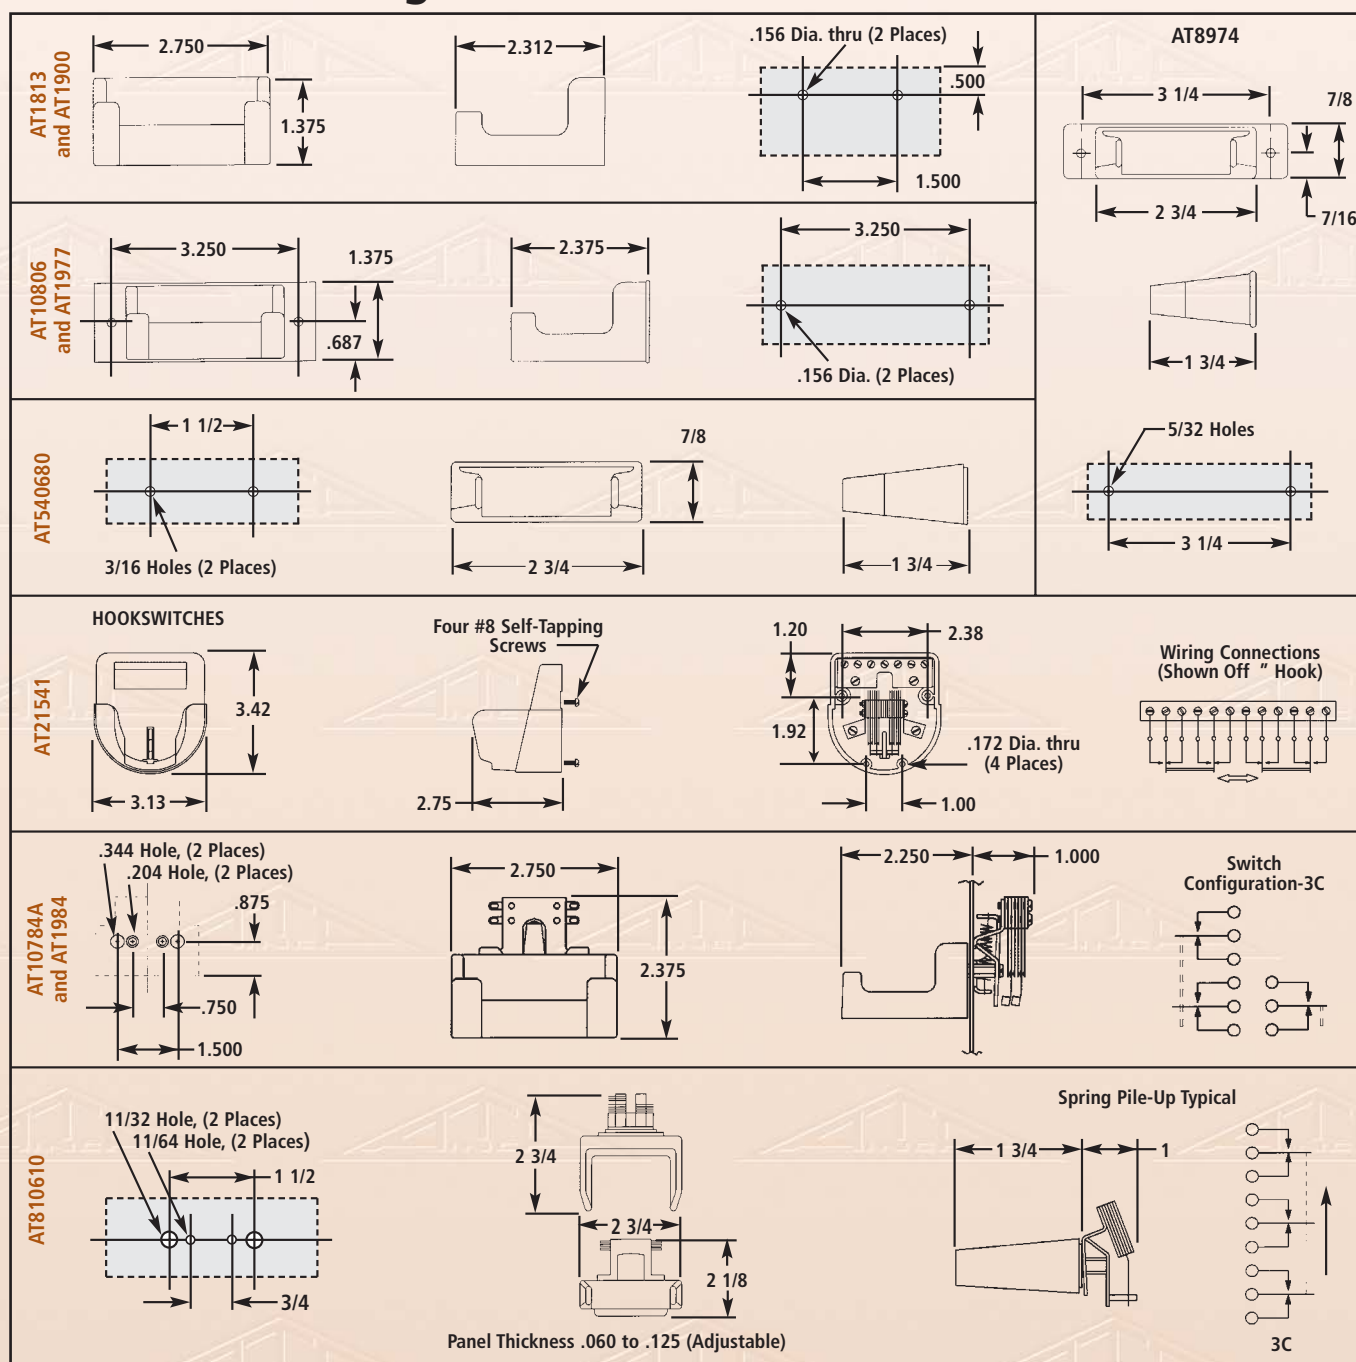 AT1813
and AT1900
2.750
1.375
2.312
.156 Dia. thru (2 Places)
.500
1.500
AT8974
3 1/4
7/8
2 3/4
7/16
1 3/4
5/32 Holes
3 1/4
AT10806
and AT1977
3.250
1.375
.687
2.375
3.250
.156 Dia. (2 Places)
AT540680
1 1/2
3/16 Holes (2 Places)
7/8
2 3/4
1 3/4
HOOKSWITCHES
AT21541
3.42
3.13
Four #8 Self-Tapping
Screws
2.75
1.20
2.38
1.92
.172 Dia. thru
(4 Places)
1.00
Wiring Connections
(Shown Off ” Hook)
AT10784A
and AT1984
.344 Hole, (2 Places)
.204 Hole, (2 Places)
.875
.750
1.500
2.750
2.375
2.250
1.000
Switch
Configuration-3C
AT810610
11/32 Hole, (2 Places)
11/64 Hole, (2 Places)
1 1/2
3/4
2 3/4
2 3/4
2 1/8
Panel Thickness .060 to .125 (Adjustable)
Spring Pile-Up Typical
1 3/4
1
3C